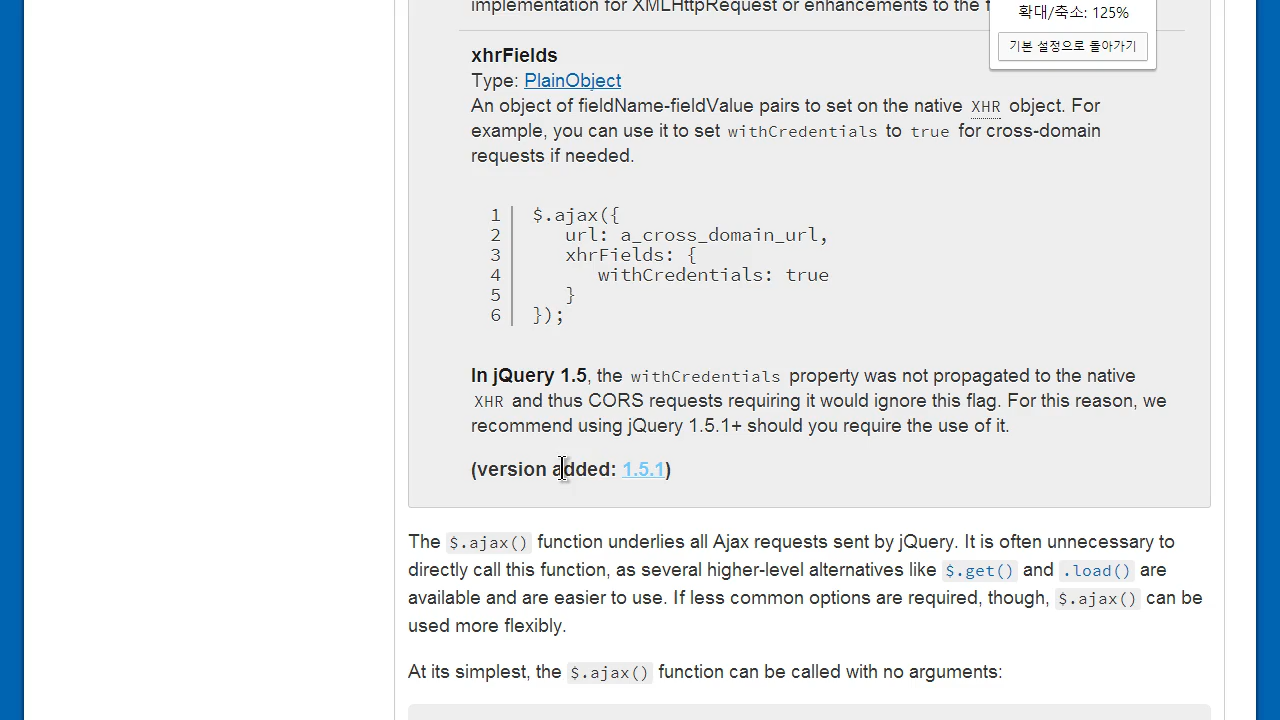 implementation for XMLHttpRequest or enhancements to the
확대/축소: 125%
기본 설정으로 돌아가기
xhrFields
Type: PlainObject
An object of fieldName-fieldValue pairs to set on the native XHR object. For
example, you can use it to set withCredentials to true for cross-domain
requests if needed.
1 $.ajax({
2 url: a_cross_domain_url,
3 xhrFields: {
4 withCredentials: true
5 }
6 });
In jQuery 1.5, the withCredentials property was not propagated to the native
XHR and thus CORS requests requiring it would ignore this flag. For this reason, we
recommend using jQuery 1.5.1+ should you require the use of it.
(version added: 1.5.1)
The $.ajax() function underlies all Ajax requests sent by jQuery. It is often unnecessary to
directly call this function, as several higher-level alternatives like $.get() and .load() are
available and are easier to use. If less common options are required, though, $.ajax() can be
used more flexibly.
At its simplest, the $.ajax() function can be called with no arguments: